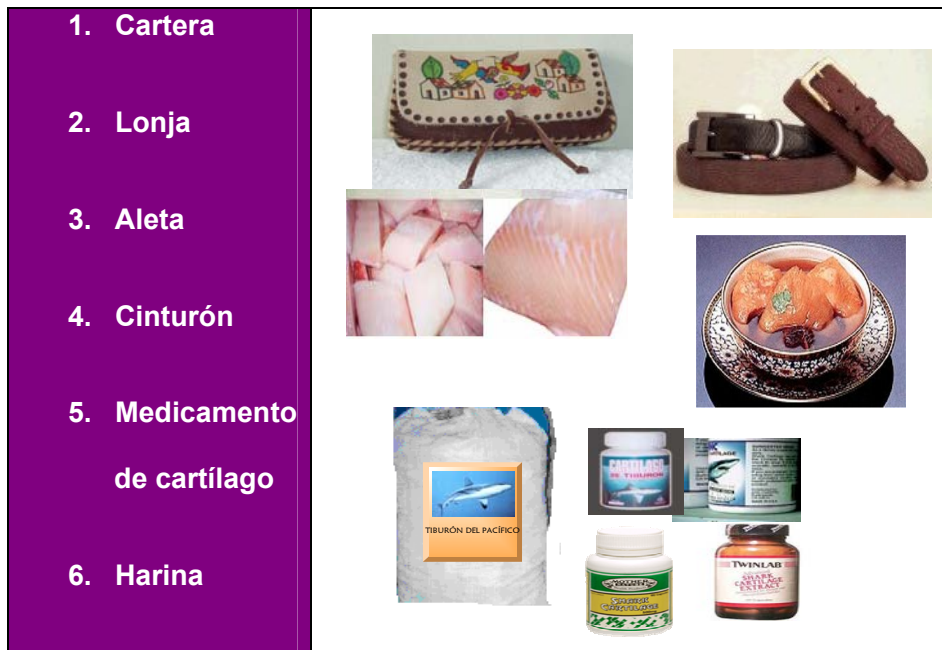 1. Cartera
2. Lonja
3. Aleta
4. Cinturón
5. Medicamento
de cartílago
6. Harina
TIBURÓN DEL PACÍFICO
CARTILAGO
DE TIBURON
TWINLAB
SHARK
CARTILAGE
EXTRACT